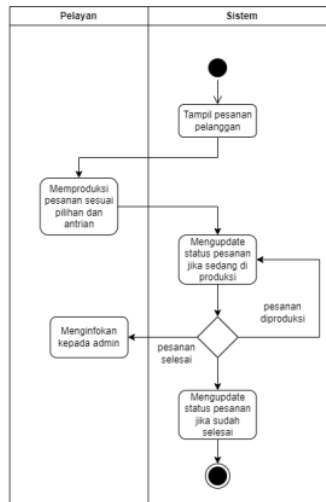 Pelayan
Sistem
Tampil pesanan
pelanggan
Memproduksi
pesanan sesuai
pilihan dan
antrian
Mengupdate
status pesanan
jika sedang di
produksi
pesanan
diproduksi
Menginfokan
kepada admin
pesanan
selesai
Mengupdate
status pesanan
jika sudah
selesai